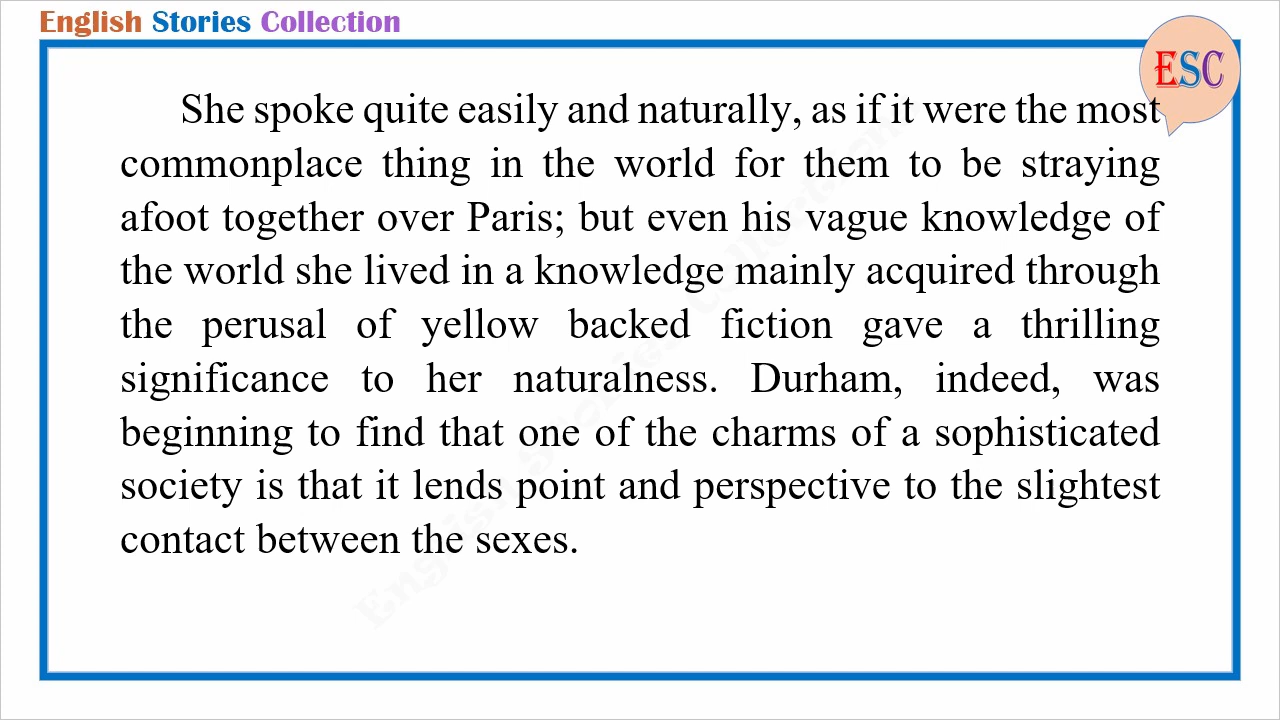 English Stories Collection
ESC
She spoke quite easily and naturally, as if it were the most
commonplace thing in the world for them to be straying
afoot together over Paris; but even his vague knowledge of
the world she lived in a knowledge mainly acquired through
the perusal of yellow backed fiction gave a thrilling
significance to her naturalness. Durham, indeed, was
beginning to find that one of the charms of a sophisticated
society is that it lends point and perspective to the slightest
contact between the sexes.
English Stories Collection